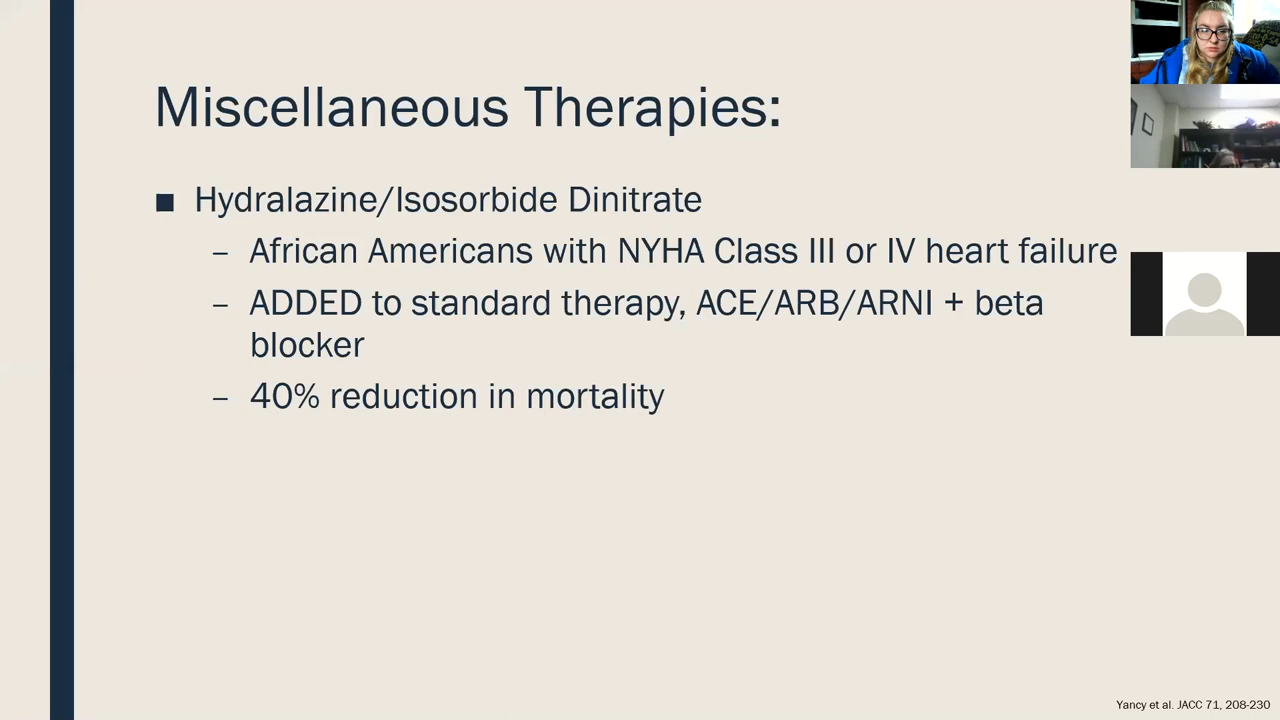 Miscellaneous Therapies:
■ Hydralazine/Isosorbide Dinitrate
– African Americans with NYHA Class III or IV heart failure
– ADDED to standard therapy, ACE/ARB/ARNI + beta
blocker
– 40% reduction in mortality
Yancy et al. JACC 71, 208-230